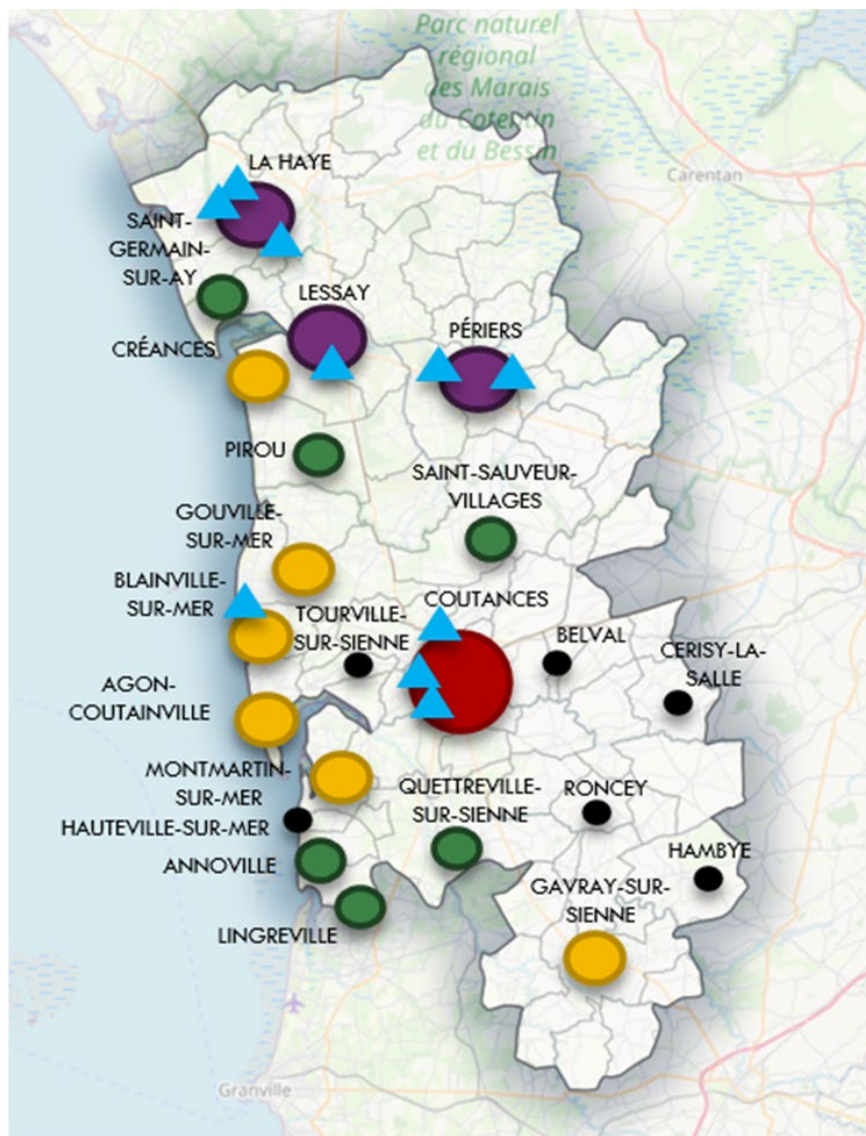 Parc naturel
régional
des Marais
du Cotentin
et du Bessin
Carentan
LA HAYE
SAINT-
GERMAIN-
SUR-AY
LESSAY
PÉRIERS
CRÉANCES
PIROU
SAINT-SAUVEUR-
VILLAGES
GOUVILLE-
SUR-MER
BLAINVILLE-
SUR-MER
TOURVILLE-
SUR-SIENNE
COUTANCES
BELVAL
CERISY-LA-
SALLE
AGON-
COUTAINVILLE
MONTMARTIN-
SUR-MER
QUETTREVILLE-
SUR-SIENNE
RONCEY
HAUTEVILLE-SUR-MER
HAMBYE
ANNOVILLE
GAVRAY-SUR-
SIENNE
LINGREVILLE
Granville